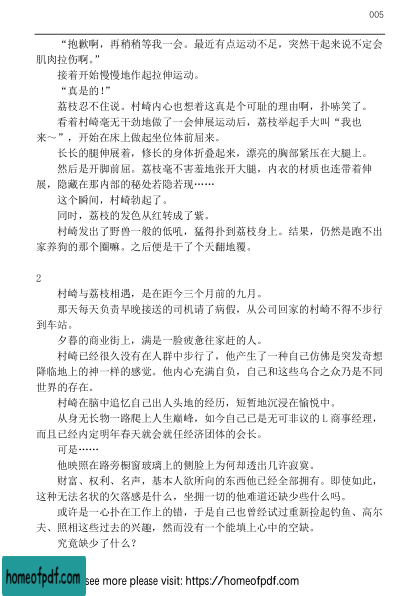 005
“抱歉啊，再稍稍等我一会。最近有点运动不足，突然干起来说不定会
肌肉拉伤啊。”
接着开始慢慢地作起拉伸运动。
“真是的！”
荔枝忍不住说。村崎内心也想着这真是个可耻的理由啊，扑哧笑了。
看着村崎毫无干劲地做了一会伸展运动后，荔枝举起手大叫“我也
来～”，开始在床上做起坐位体前屈来。
长长的腿伸展着，修长的身体折叠起来，漂亮的胸部紧压在大腿上。
然后是开脚前屈。荔枝毫不害羞地张开大腿，内衣的材质也连带着伸
展，隐藏在那内部的秘处若隐若现……
这个瞬间，村崎勃起了。
同时，荔枝的发色从红转成了紫。
村崎发出了野兽一般的低吼，猛得扑到荔枝身上。结果，仍然是跑不出
家养狗的那个圈嘛。之后便是干了个天翻地覆。
2
村崎与荔枝相遇，是在距今三个月前的九月。
那天每天负责早晚接送的司机请了病假，从公司回家的村崎不得不步行
到车站。
夕暮的商业街上，满是一脸疲惫往家赶的人。
村崎已经很久没有在人群中步行了，他产生了一种自己仿佛是突发奇想
降临地上的神一样的感觉。他内心充满自负，自己和这些乌合之众乃是不同
世界的存在。
村崎在脑中追忆自己出人头地的经历，短暂地沉浸在愉悦中。
从身无长物一路爬上人生巅峰，如今自己已是无可非议的 L 商事经理，
而且已经内定明年春天就会就任经济团体的会长。
可是……
他映照在路旁橱窗玻璃上的侧脸上为何却透出几许寂寞。
财富、权利、名声，基本人欲所向的东西他已经全部拥有。即使如此，
这种无法名状的欠落感是什么，坐拥一切的他难道还缺少些什么吗。
或许是一心扑在工作上的错，于是自己也曾经试过重新捡起钓鱼、高尔
夫、照相这些过去的兴趣，然而没有一个能填上心中的空缺。
究竟缺少了什么？
homeofpdf.com
see more please visit: https://homeofpdf.com